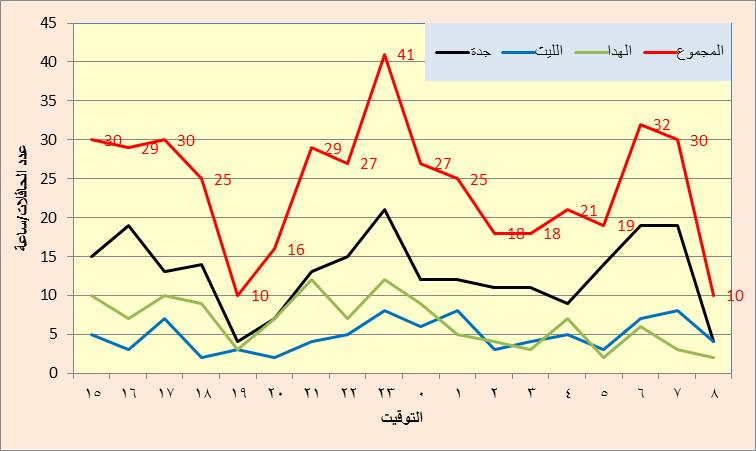 المجموع الهدا الليث جدة
45
40
35
30
25
20
15
10
5
0
عدد الحافلات/ساعة
30 29 30 25 10 16 29 27 41 27 25 18 18 21 19 32 30 10
١٥ ١٦ ١٧ ١٨ ١٩ ٢٠ ٢١ ٢٢ ٢٣ ٠ ١ ٢ ٣ ٤ ٥ ٦ ٧ ٨
التوقيت